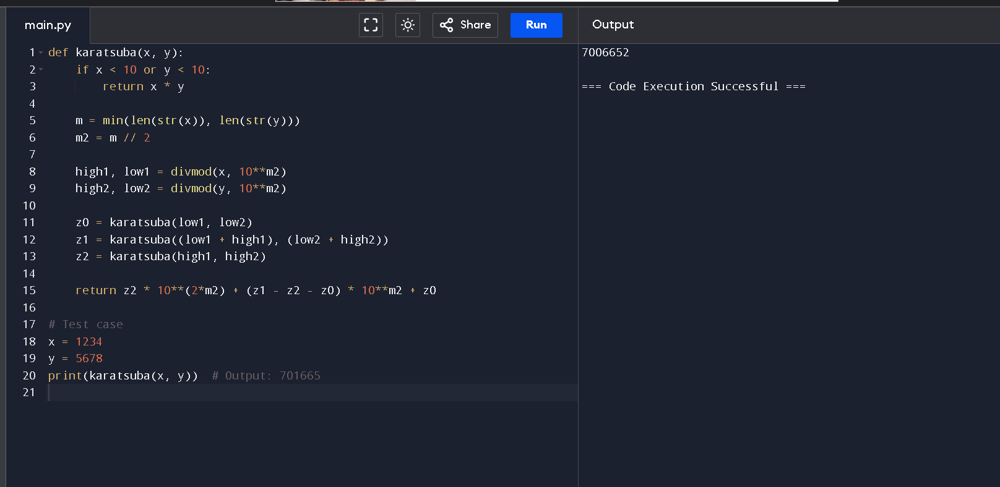 main.py
Share
Run
Output
1 def karatsuba(x, y):
2     if x < 10 or y < 10:
3         return x * y
4
5     m = min(len(str(x)), len(str(y)))
6     m2 = m // 2
7
8     high1, low1 = divmod(x, 10**m2)
9     high2, low2 = divmod(y, 10**m2)
10
11     z0 = karatsuba(low1, low2)
12     z1 = karatsuba((low1 + high1), (low2 + high2))
13     z2 = karatsuba(high1, high2)
14
15     return z2 * 10**(2*m2) + (z1 - z2 - z0) * 10**m2 + z0
16
17 # Test case
18 x = 1234
19 y = 5678
20 print(karatsuba(x, y))  # Output: 701665
21
7006652
=== Code Execution Successful ===